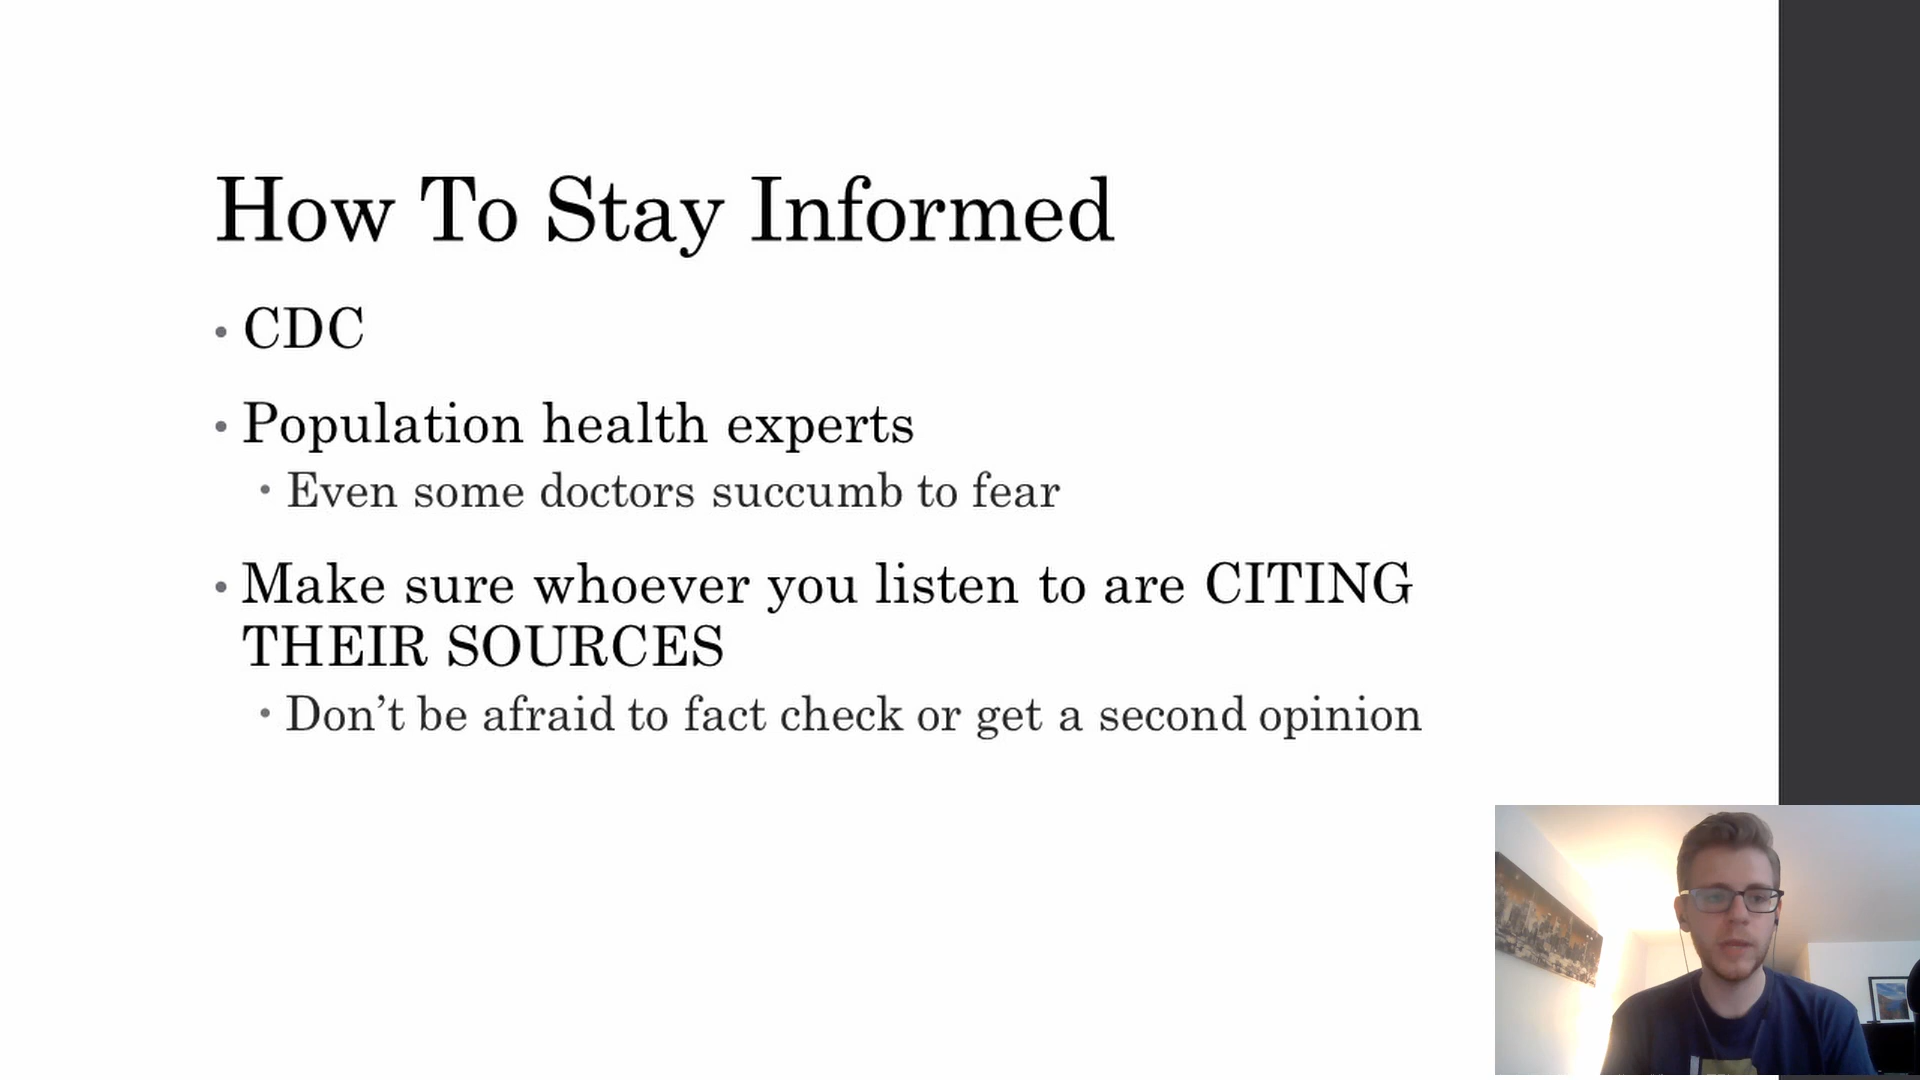 How To Stay Informed
• CDC
• Population health experts
• Even some doctors succumb to fear
• Make sure whoever you listen to are CITING
THEIR SOURCES
• Don’t be afraid to fact check or get a second opinion